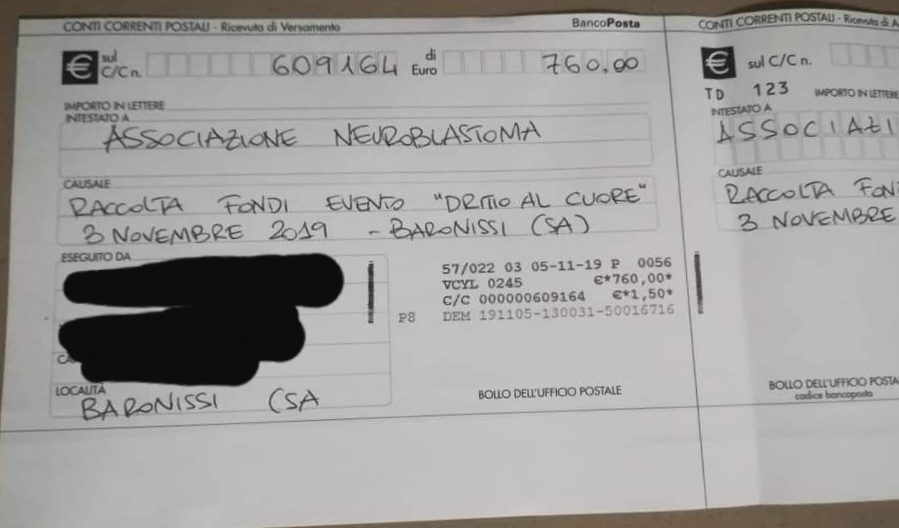 CONTI CORRENTI POSTALI - Ricevuta di Versamento
BancoPosta
€ sul C/C n. 609164 di Euro 760.00
IMPORTO IN LETTERE
INTESTATO A
ASSOCIAZIONE NEUROBLASTOMA
CAUSALE
RACCOLTA FONDI EVENTO "DRITTO AL CUORE"
3 NOVEMBRE 2019 - BARONISSI (SA)
ESEGUITO DA
57/022 03 05-11-19 P 0056
VCYL 0245 €*760,00*
C/C 000000609164 €*1,50*
P8 DEM 191105-130031-50016716
LOCALITÀ
BARONISSI (SA
BOLLO DELL'UFFICIO POSTALE
CONTI CORRENTI POSTALI - Ricevuta di A
€ sul C/C n.
TD 123 IMPORTO IN LETTERE
INTESTATO A
ASSOCIAZI
CAUSALE
RACCOLTA FON
3 NOVEMBRE
BOLLO DELL'UFFICIO POSTA
codice bancoposta